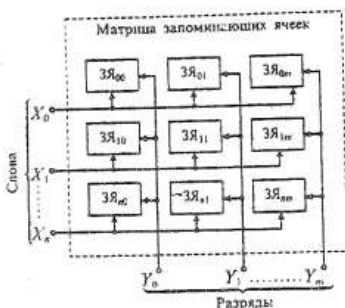 Матрица запоминающих ячеек
ЗЯ₀₀ ЗЯ₀₁ ЗЯ₀ₘ
X₀
ЗЯ₁₀ ЗЯ₁₁ ЗЯ₁ₘ
Слова
X₁
ЗЯₙ₀ ЗЯₙ₁ ЗЯₙₘ
Xₙ
Y₀ Y₁ ......... Yₘ
Разряды